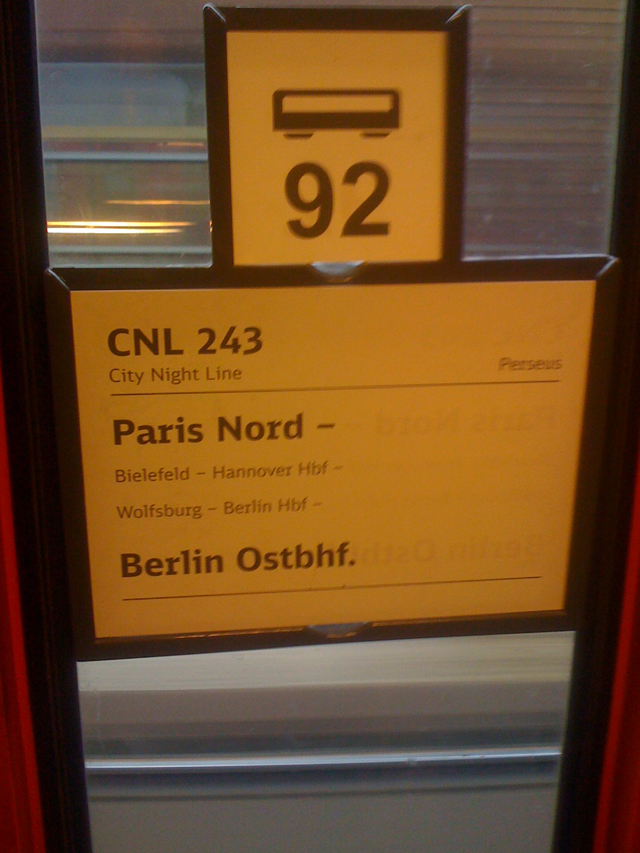 92
CNL 243
City Night Line
Perseus
Paris Nord –
Bielefeld – Hannover Hbf –
Wolfsburg – Berlin Hbf –
Berlin Ostbhf.